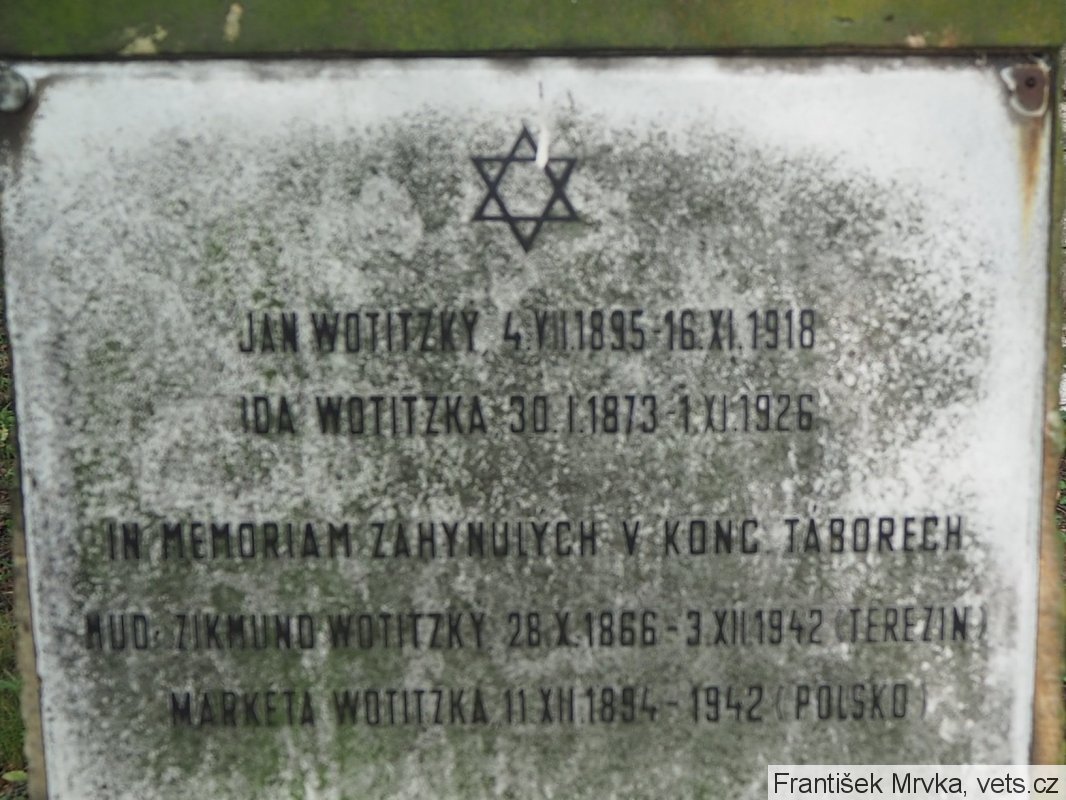 JAN WOTITZKY 4.VII.1895-16.XI.1918
IDA WOTITZKA 30.I.1873-1.XI.1926
IN MEMORIAM ZAHYNULÝCH V KONC. TÁBORECH
MUDr ZIKMUND WOTITZKY 28.X.1866-3.XII.1942 (TEREZIN)
MARKETA WOTITZKA 11.XII.1894-1942 (POLSKO)
František Mrvka, vets.cz